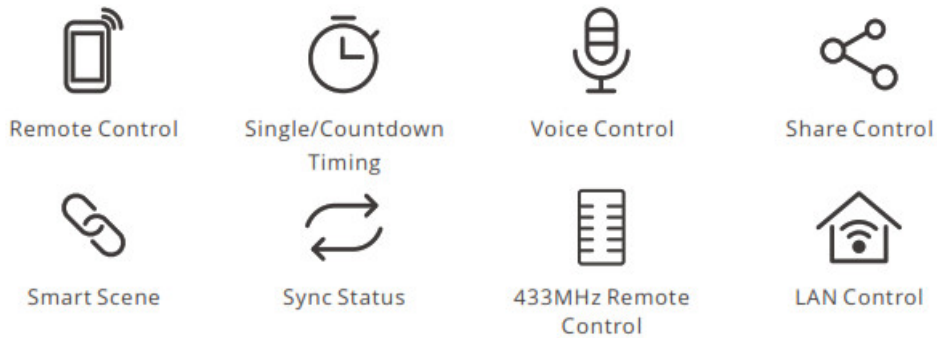 Remote Control
Single/Countdown
Timing
Voice Control
Share Control
Smart Scene
Sync Status
433MHz Remote
Control
LAN Control